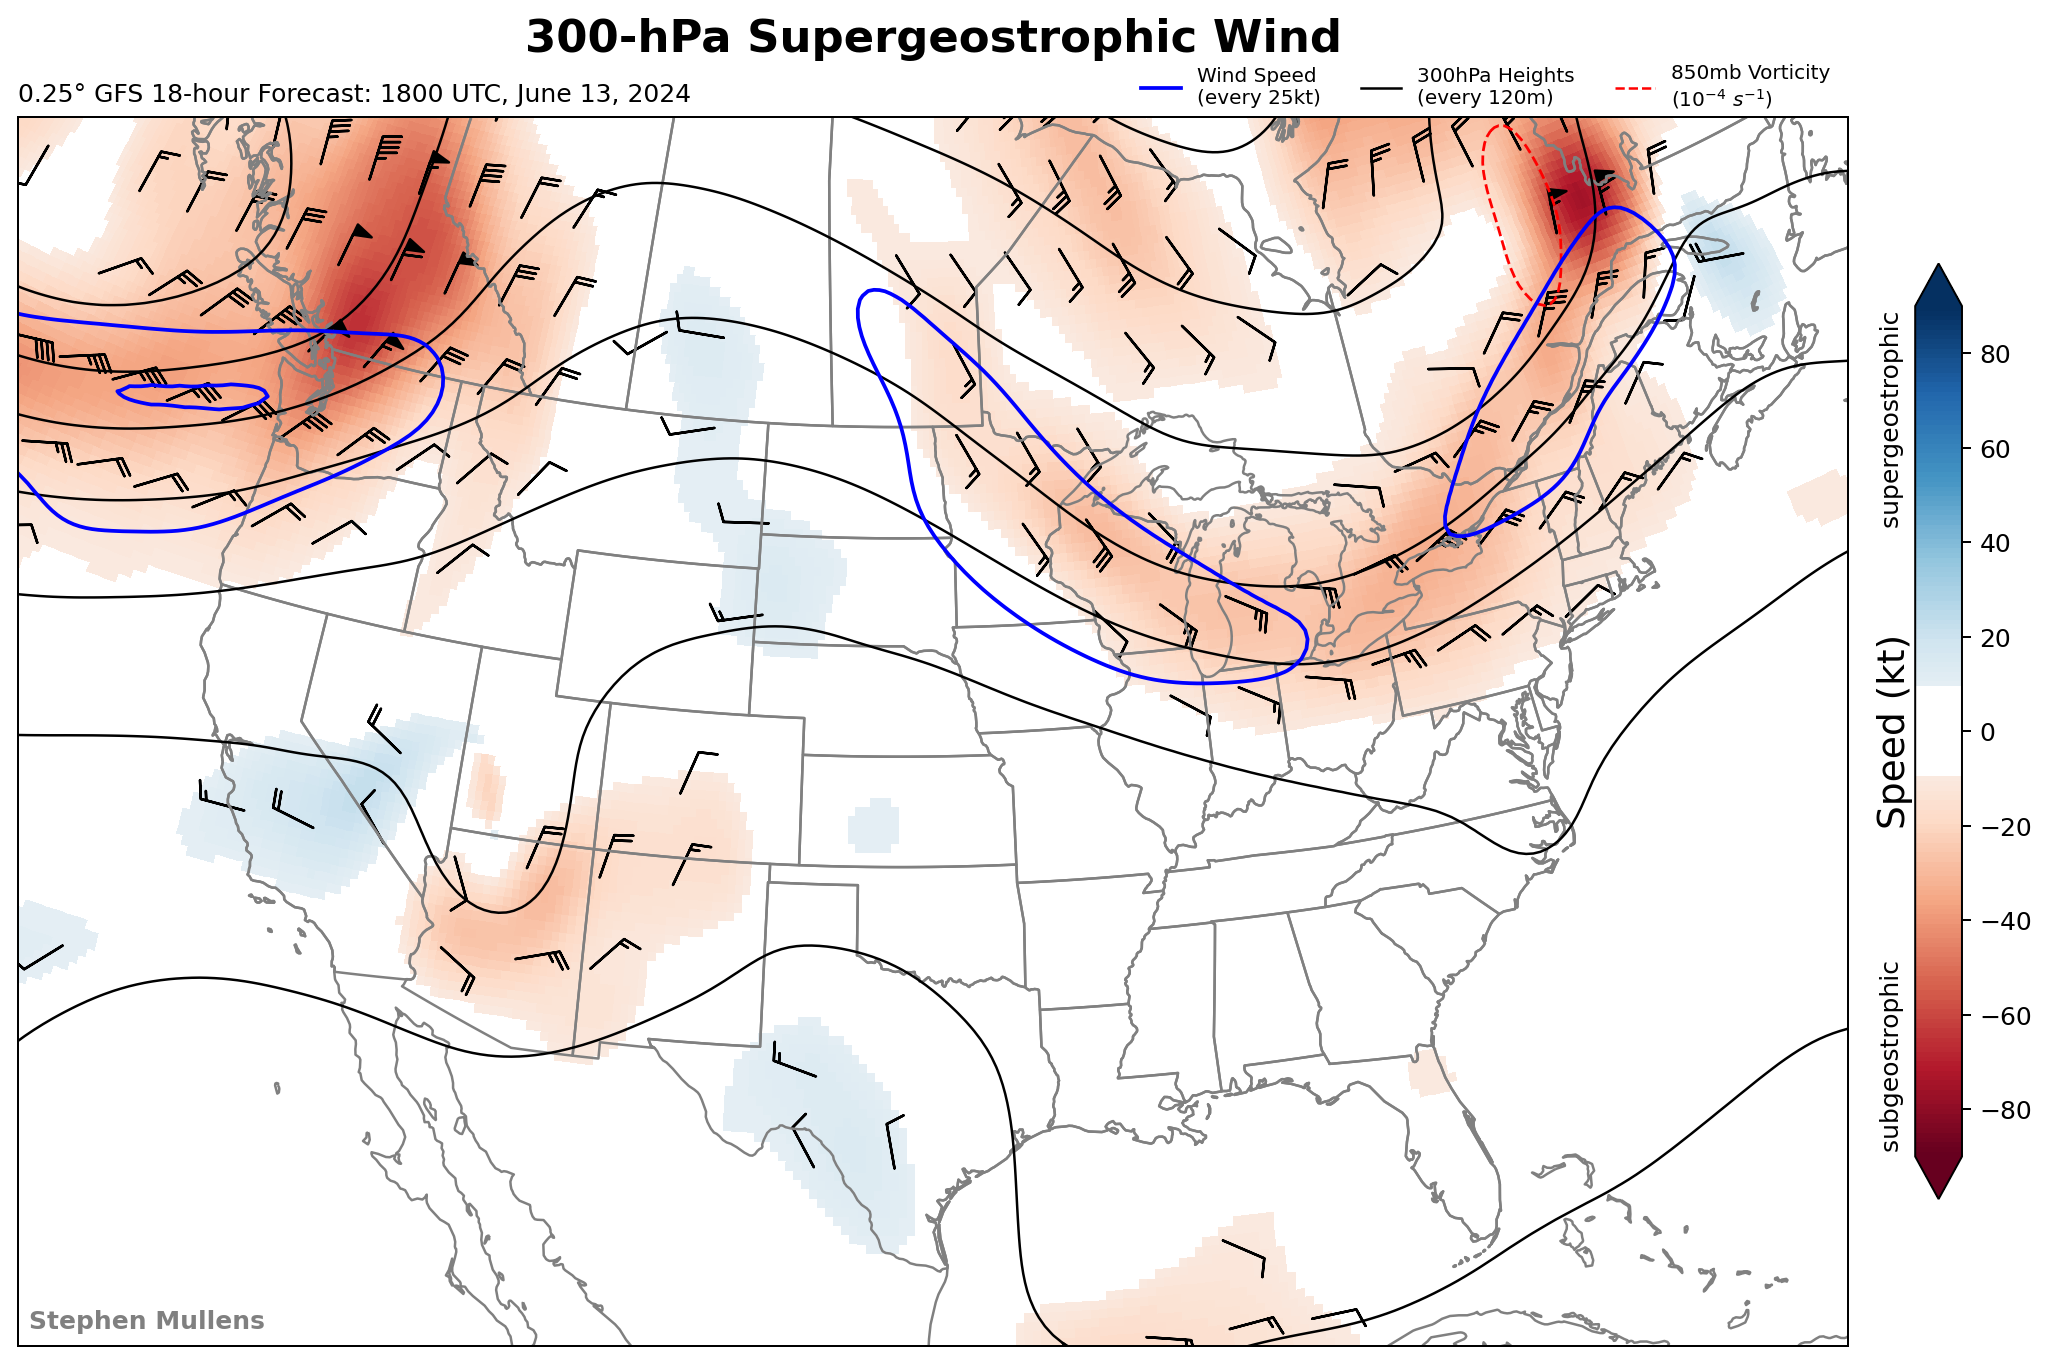 300-hPa Supergeostrophic Wind
0.25° GFS 18-hour Forecast: 1800 UTC, June 13, 2024
Wind Speed
(every 25kt)
300hPa Heights
(every 120m)
850mb Vorticity
(10⁻⁴ s⁻¹)
supergeostrophic
subgeostrophic
Speed (kt)
80
60
40
20
0
−20
−40
−60
−80
Stephen Mullens